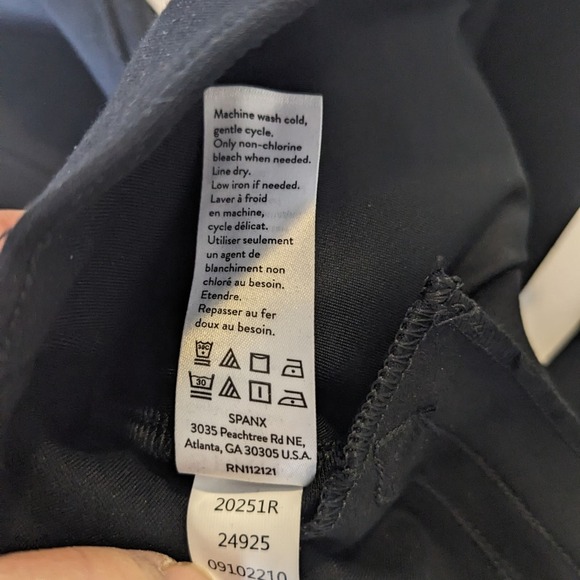 Machine wash cold,
gentle cycle.
Only non-chlorine
bleach when needed.
Line dry.
Low iron if needed.
Laver à froid
en machine,
cycle délicat.
Utiliser seulement
un agent de
blanchiment non
chloré au besoin.
Etendre.
Repasser au fer
doux au besoin.
30C
30
SPANX
3035 Peachtree Rd NE,
Atlanta, GA 30305 U.S.A.
RN112121
20251R
24925
09102210